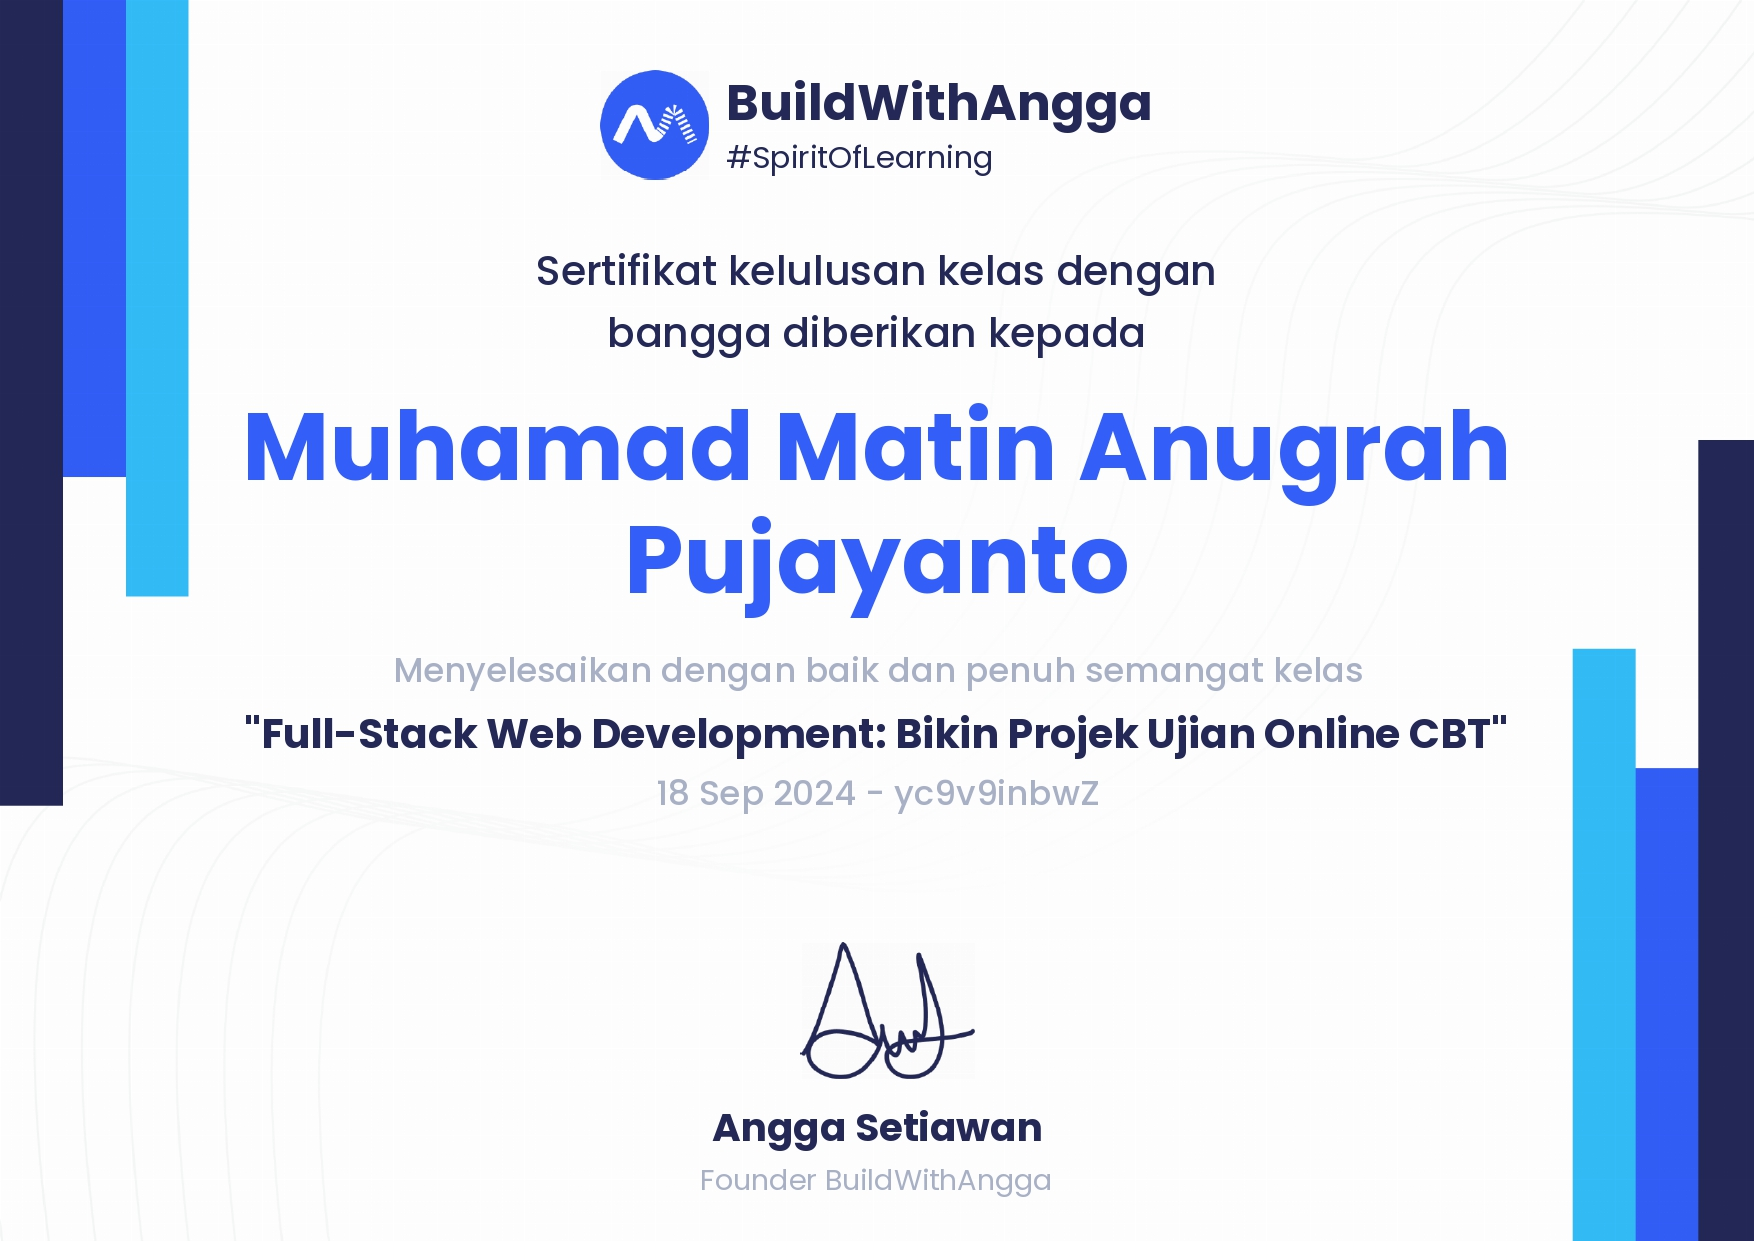 BuildWithAngga
#SpiritOfLearning
Sertifikat kelulusan kelas dengan
bangga diberikan kepada
Muhamad Matin Anugrah
Pujayanto
Menyelesaikan dengan baik dan penuh semangat kelas
"Full-Stack Web Development: Bikin Projek Ujian Online CBT"
18 Sep 2024 - yc9v9inbwZ
Angga Setiawan
Founder BuildWithAngga